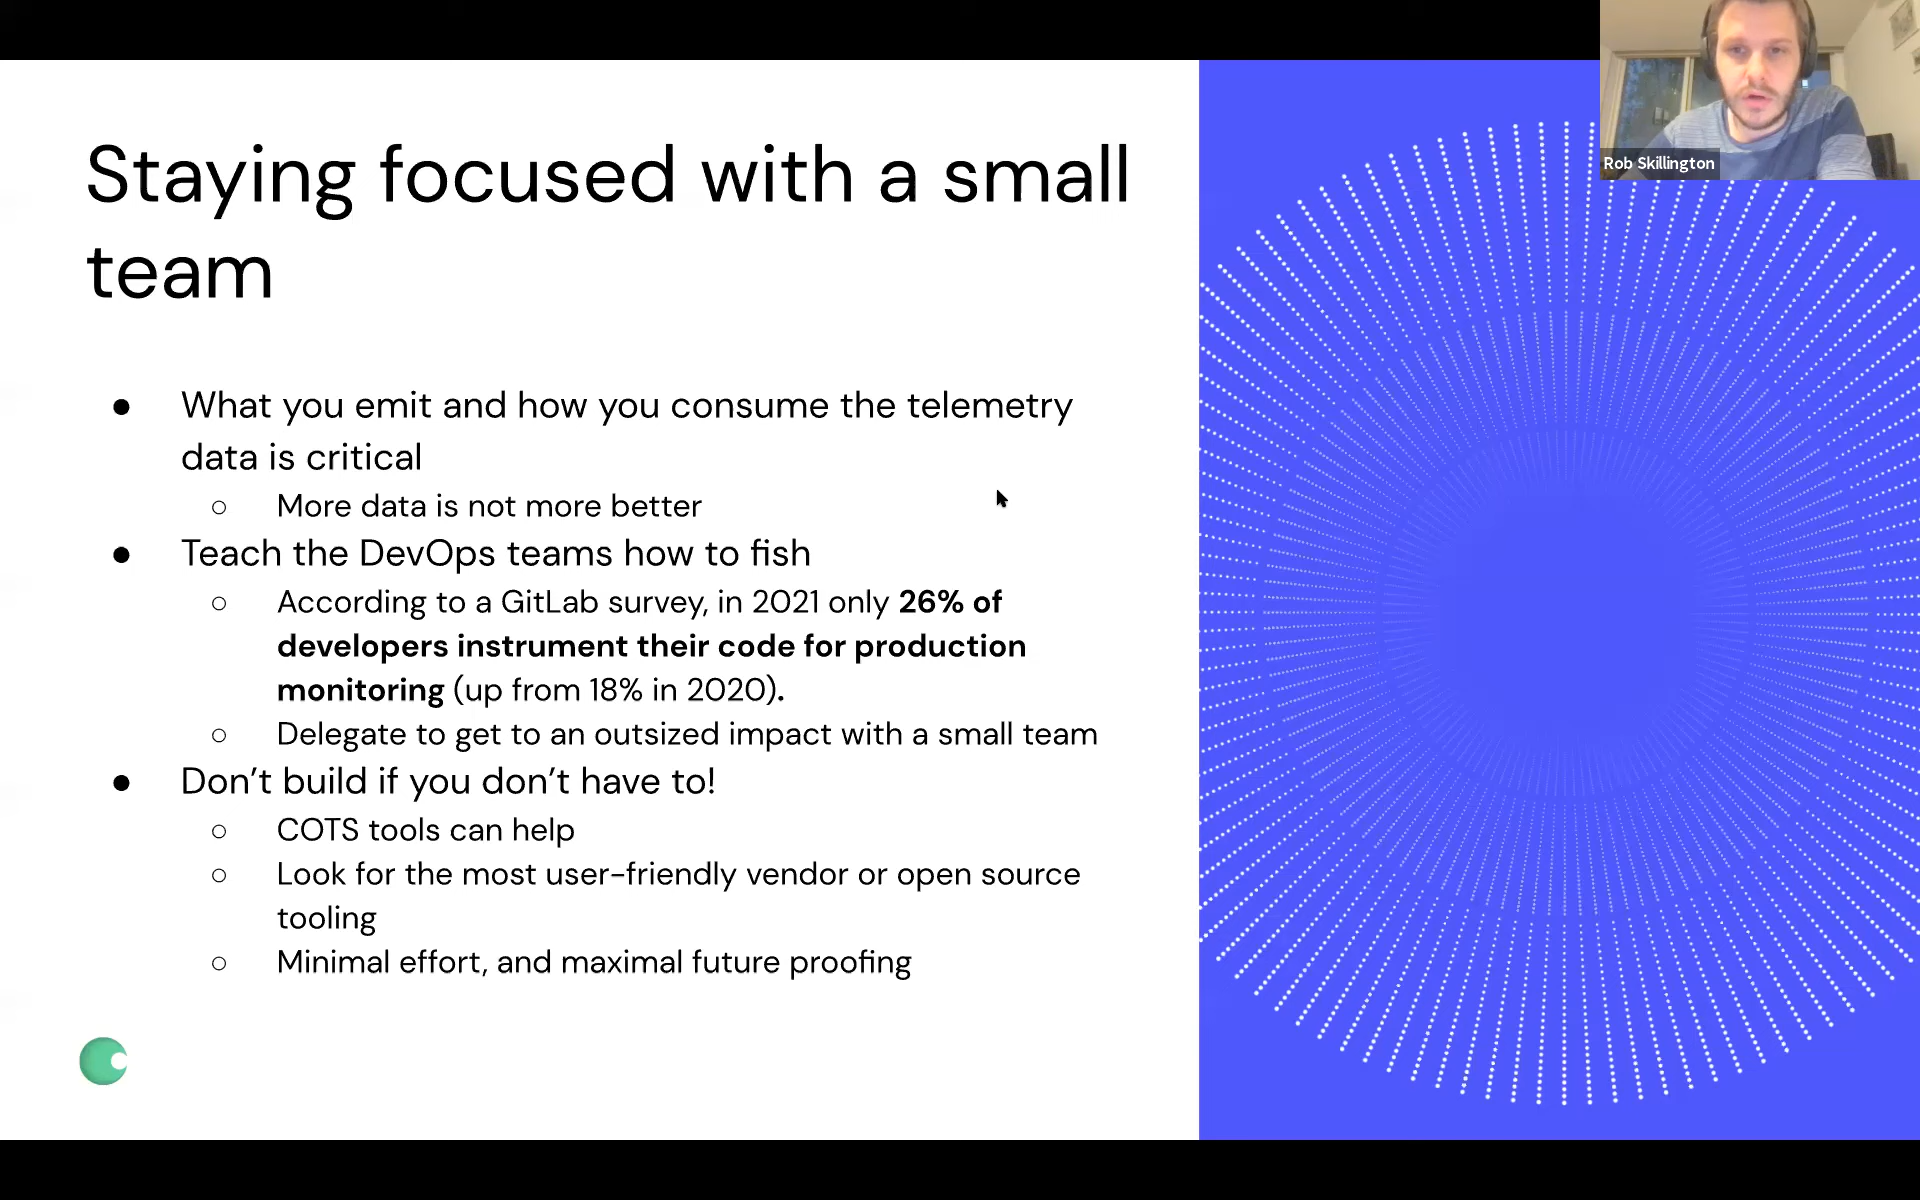 Rob Skillington
Staying focused with a small
team
● What you emit and how you consume the telemetry
data is critical
○ More data is not more better
● Teach the DevOps teams how to fish
○ According to a GitLab survey, in 2021 only 26% of
developers instrument their code for production
monitoring (up from 18% in 2020).
○ Delegate to get to an outsized impact with a small team
● Don’t build if you don’t have to!
○ COTS tools can help
○ Look for the most user-friendly vendor or open source
tooling
○ Minimal effort, and maximal future proofing